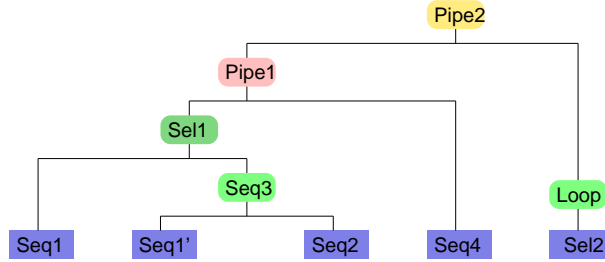 Pipe2
Pipe1
Sel1
Seq3
Loop
Seq1
Seq1’
Seq2
Seq4
Sel2